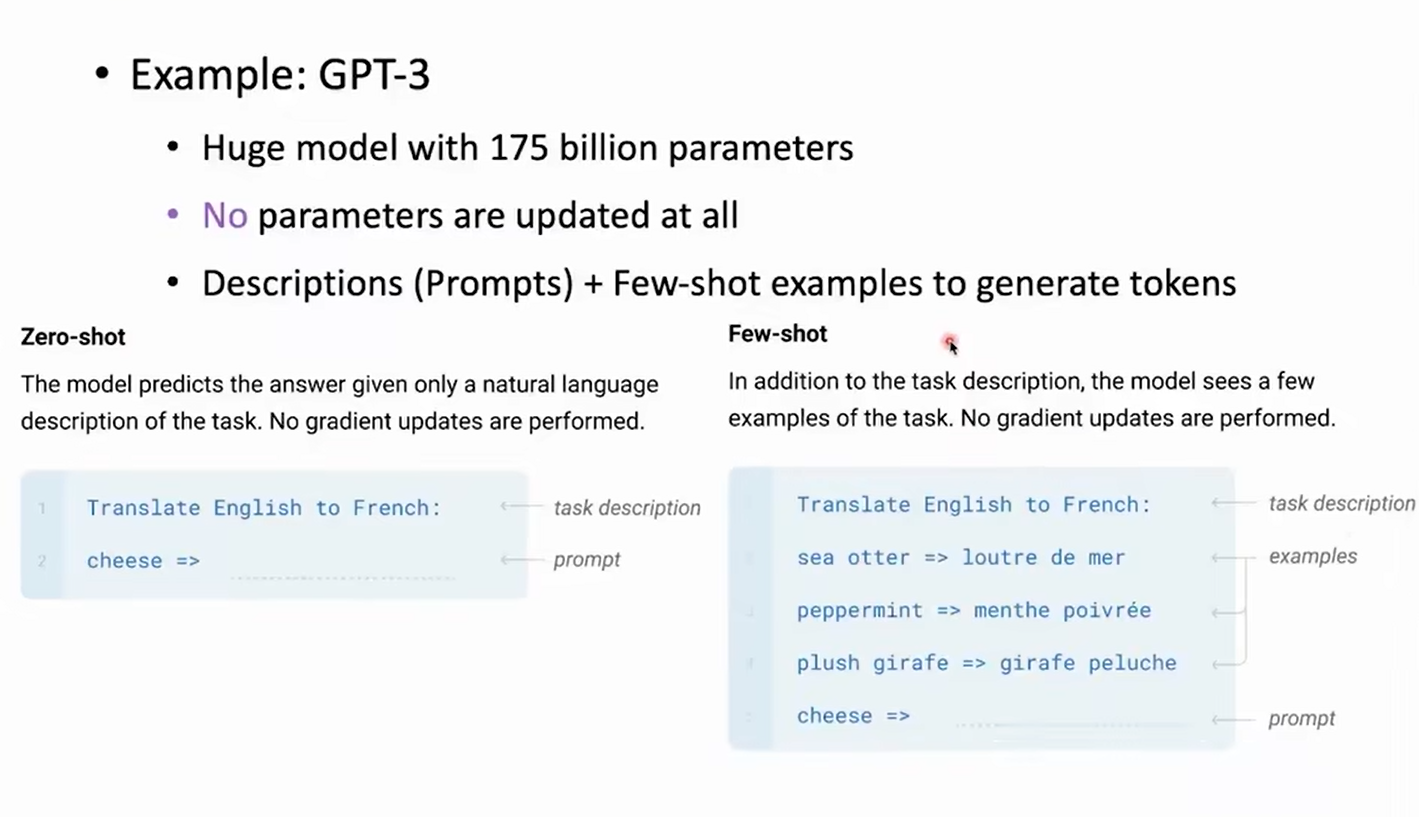 • Example: GPT-3
• Huge model with 175 billion parameters
• No parameters are updated at all
• Descriptions (Prompts) + Few-shot examples to generate tokens
Zero-shot
The model predicts the answer given only a natural language
description of the task. No gradient updates are performed.
1 Translate English to French: ← task description
2 cheese => ← prompt
Few-shot
In addition to the task description, the model sees a few
examples of the task. No gradient updates are performed.
Translate English to French: ← task description
sea otter => loutre de mer ← examples
peppermint => menthe poivrée
plush girafe => girafe peluche
cheese => ← prompt